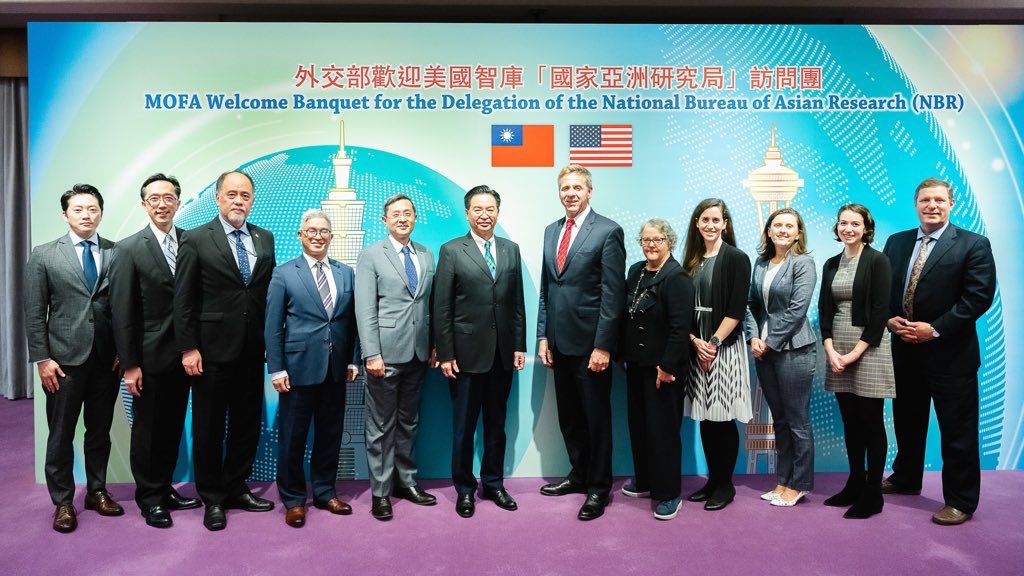 外交部歡迎美國智庫「國家亞洲研究局」訪問團
MOFA Welcome Banquet for the Delegation of the National Bureau of Asian Research (NBR)